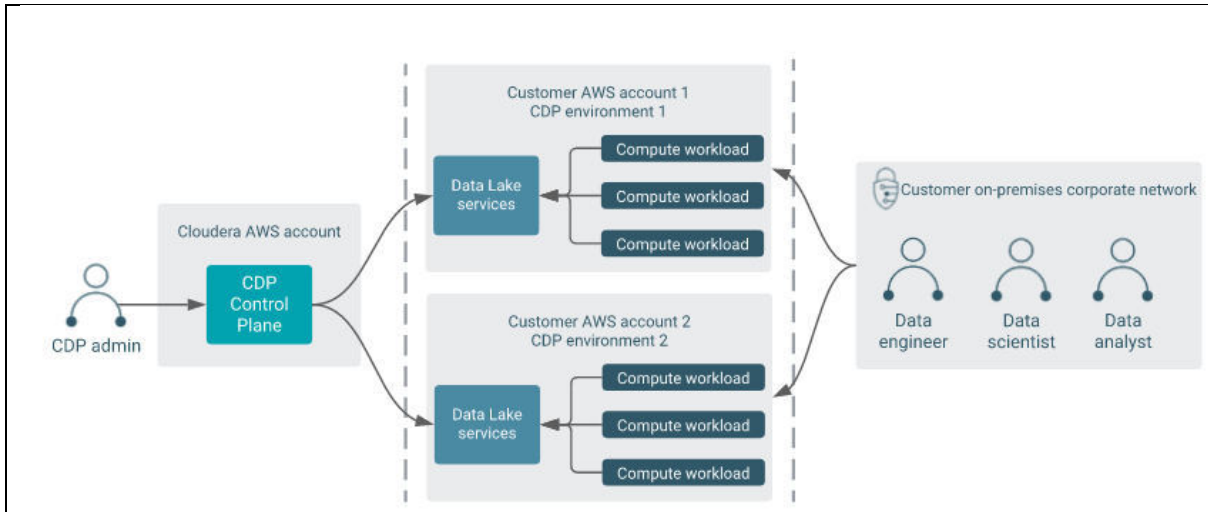 CDP admin
Cloudera AWS account
CDP
Control
Plane
Customer AWS account 1
CDP environment 1
Data Lake
services
Compute workload
Compute workload
Compute workload
Customer AWS account 2
CDP environment 2
Data Lake
services
Compute workload
Compute workload
Compute workload
Customer on-premises corporate network
Data
engineer
Data
scientist
Data
analyst